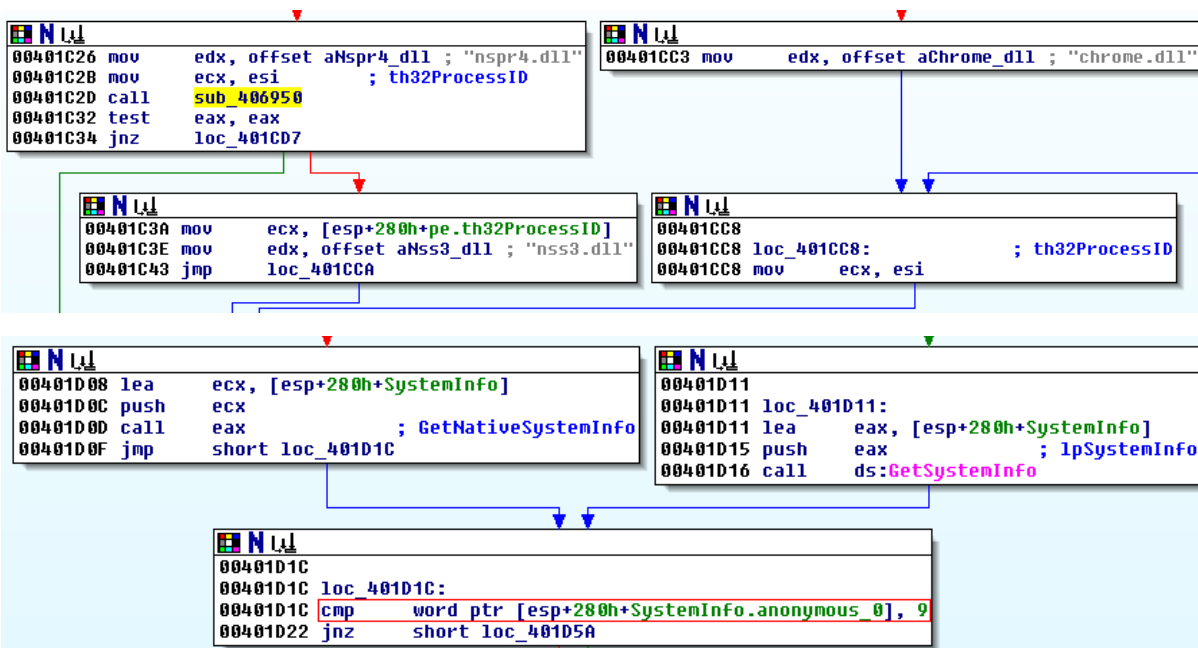 00401C26 mov edx, offset aNspr4_dll ; "nspr4.dll"
00401C2B mov ecx, esi ; th32ProcessID
00401C2D call sub_406950
00401C32 test eax, eax
00401C34 jnz loc_401CD7
00401CC3 mov edx, offset aChrome_dll ; "chrome.dll"
00401C3A mov ecx, [esp+280h+pe.th32ProcessID]
00401C3E mov edx, offset aNss3_dll ; "nss3.dll"
00401C43 jmp loc_401CCA
00401CC8
00401CC8 loc_401CC8: ; th32ProcessID
00401CC8 mov ecx, esi
00401D08 lea ecx, [esp+280h+SystemInfo]
00401D0C push ecx
00401D0D call eax ; GetNativeSystemInfo
00401D0F jmp short loc_401D1C
00401D11
00401D11 loc_401D11:
00401D11 lea eax, [esp+280h+SystemInfo]
00401D15 push eax ; lpSystemInfo
00401D16 call ds:GetSystemInfo
00401D1C
00401D1C loc_401D1C:
00401D1C cmp word ptr [esp+280h+SystemInfo.anonymous_0], 9
00401D22 jnz short loc_401D5A